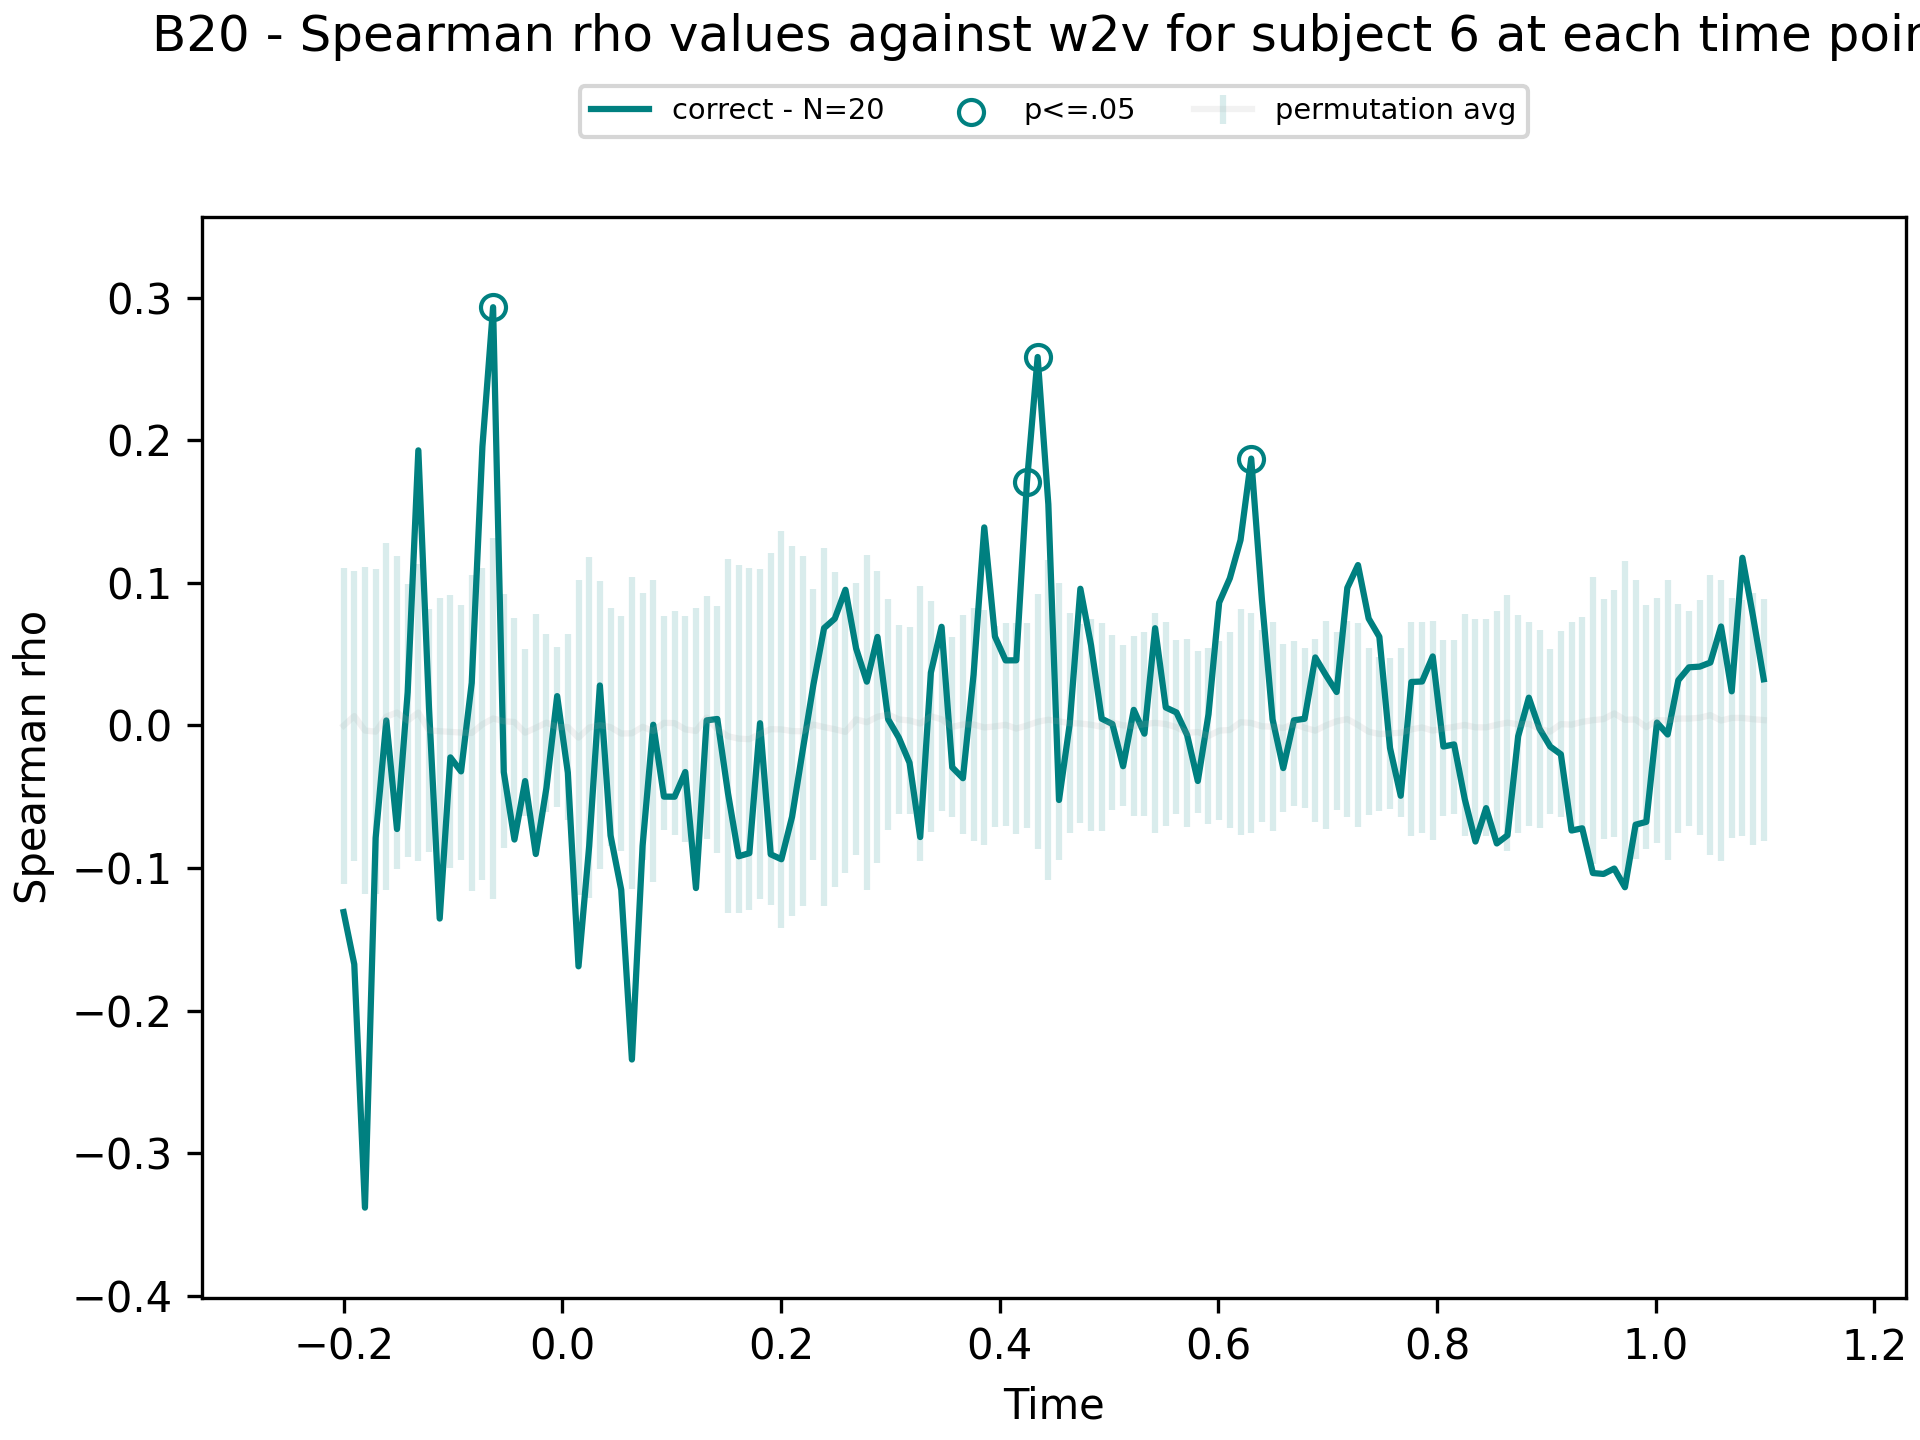 B20 - Spearman rho values against w2v for subject 6 at each time
correct - N=20 p<=.05 permutation avg
Spearman rho
0.3
0.2
0.1
0.0
−0.1
−0.2
−0.3
−0.4
−0.2 0.0 0.2 0.4 0.6 0.8 1.0 1.2
Time